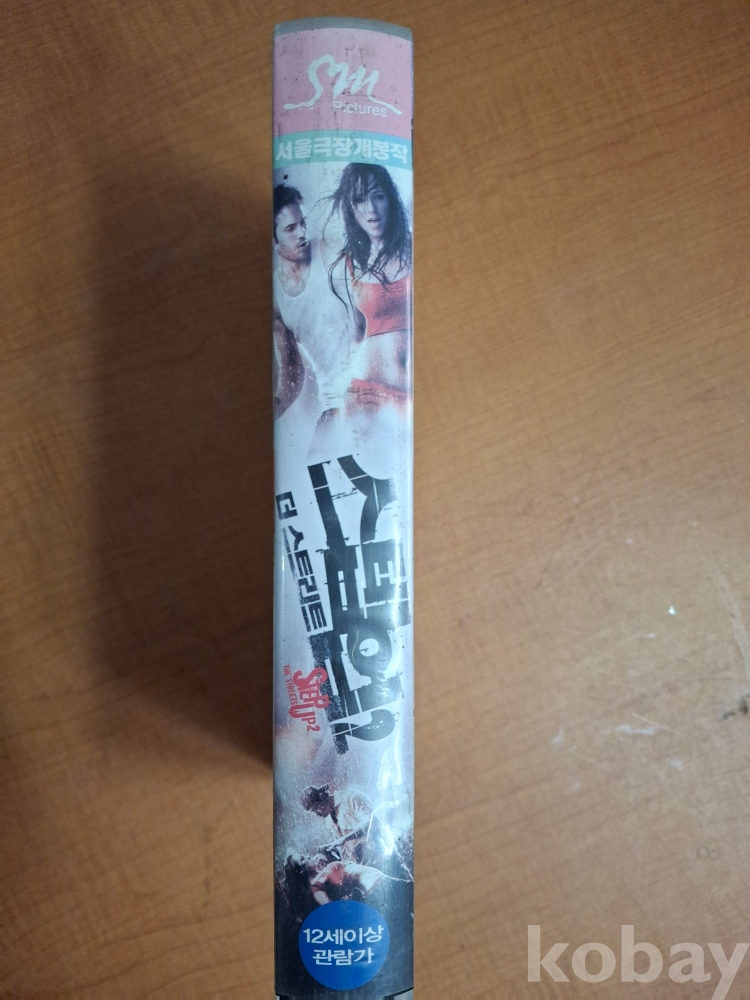 sm
Pictures
서울극장개봉작
스텝업2
더 스트리트
STEP UP2
THE STREETS
12세이상
관람가
kobay